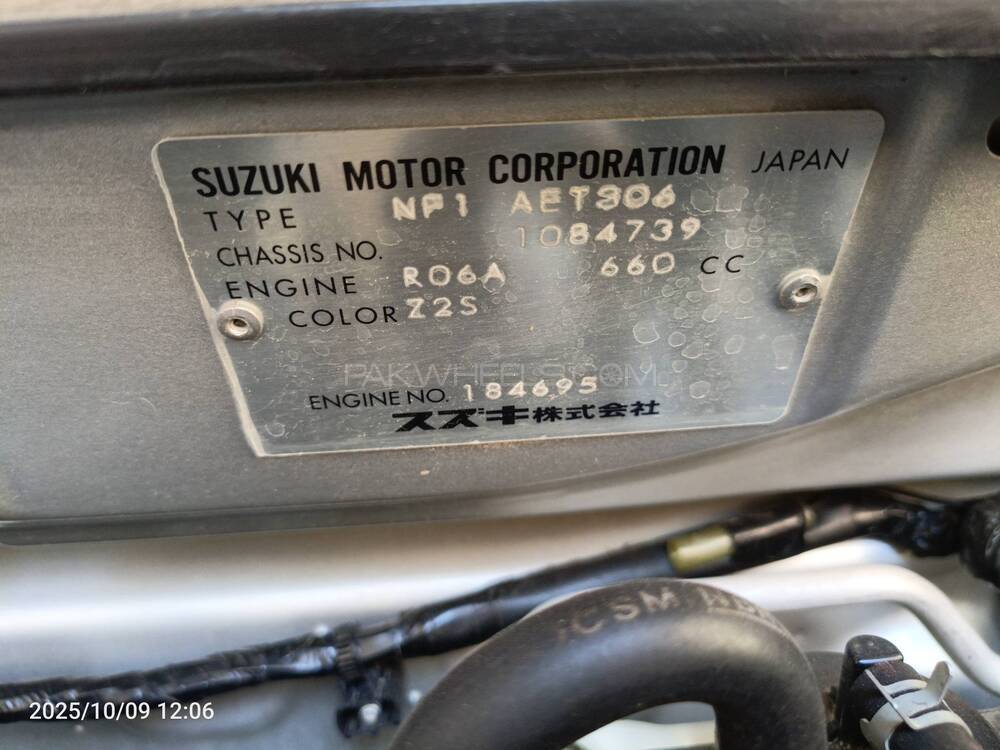 SUZUKI MOTOR CORPORATION JAPAN
TYPE NP1 AET306
CHASSIS NO. 1084739
ENGINE R06A 660 CC
COLOR Z2S
PAKWHEELS.COM
ENGINE NO. 184695
スズキ株式会社
CSM
2025/10/09 12:06